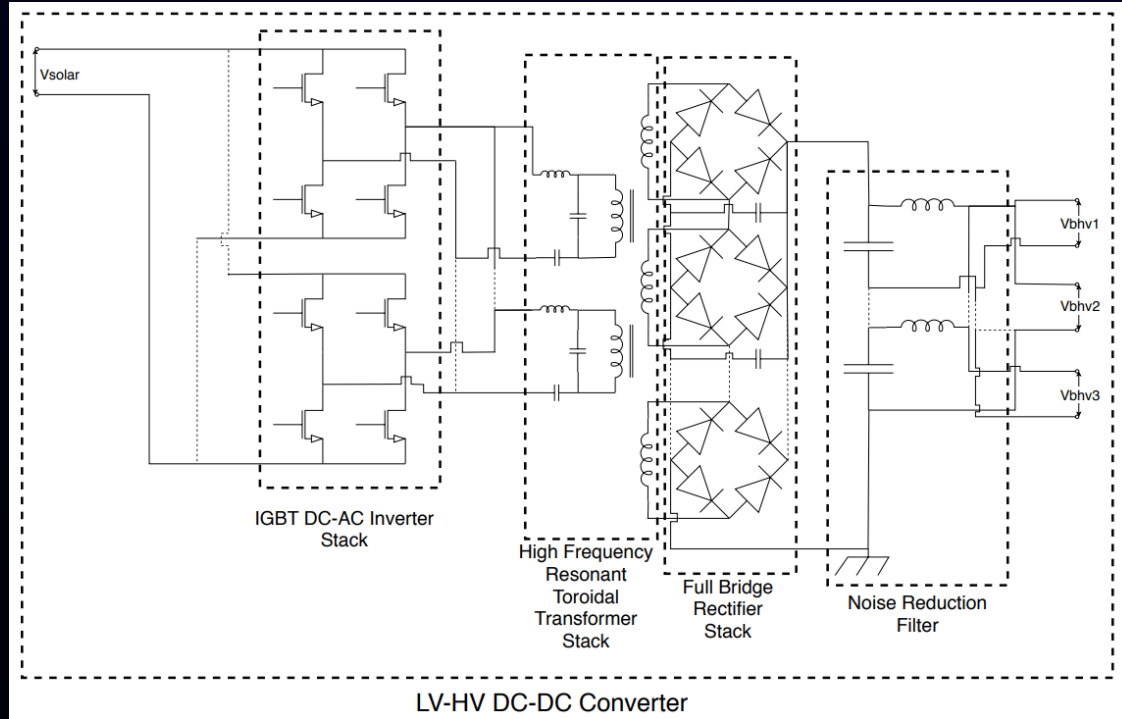 Vsolar
IGBT DC-AC Inverter
Stack
High Frequency
Resonant
Toroidal
Transformer
Stack
Full Bridge
Rectifier
Stack
Noise Reduction
Filter
Vbhv1
Vbhv2
Vbhv3
LV-HV DC-DC Converter